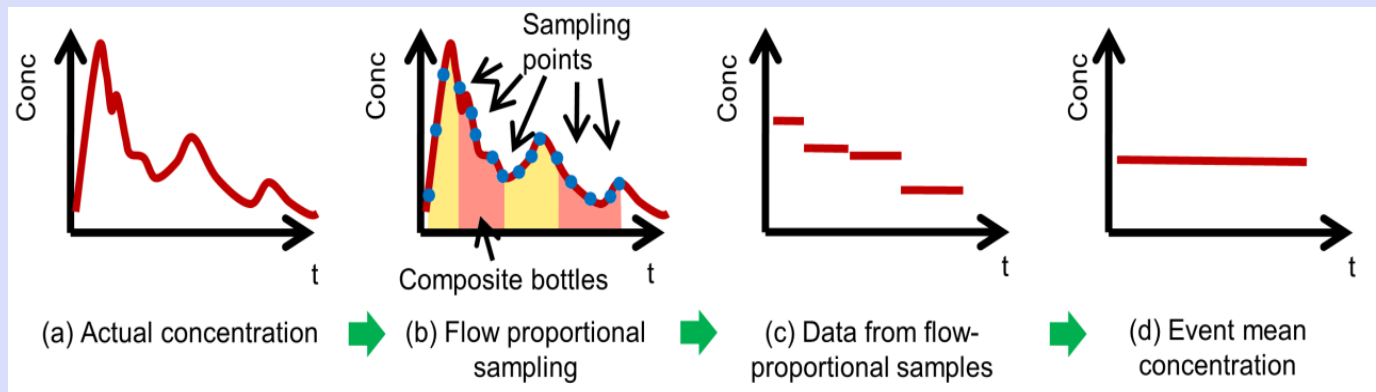 Conc
t
(a) Actual concentration
Conc
Sampling
points
Composite bottles
t
(b) Flow proportional
sampling
Conc
t
(c) Data from flow-
proportional samples
Conc
t
(d) Event mean
concentration